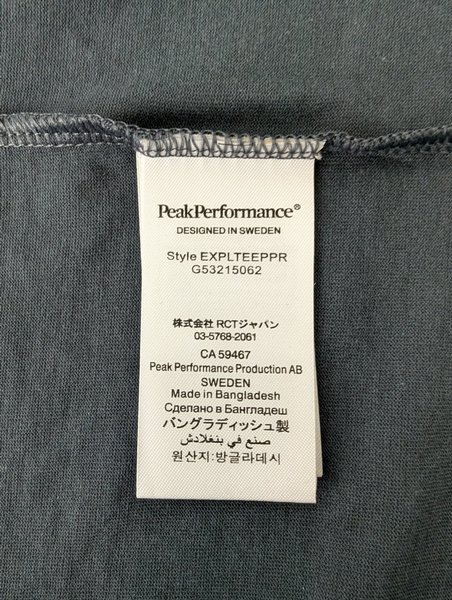 PeakPerformance®
DESIGNED IN SWEDEN
Style EXPLTEEPPR
G53215062
株式会社 RCTジャパン
03-5768-2061
CA 59467
Peak Performance Production AB
SWEDEN
Made in Bangladesh
Сделано в Бангладеш
バングラディッシュ製
صنع في بنغلادش
원산지:방글라데시